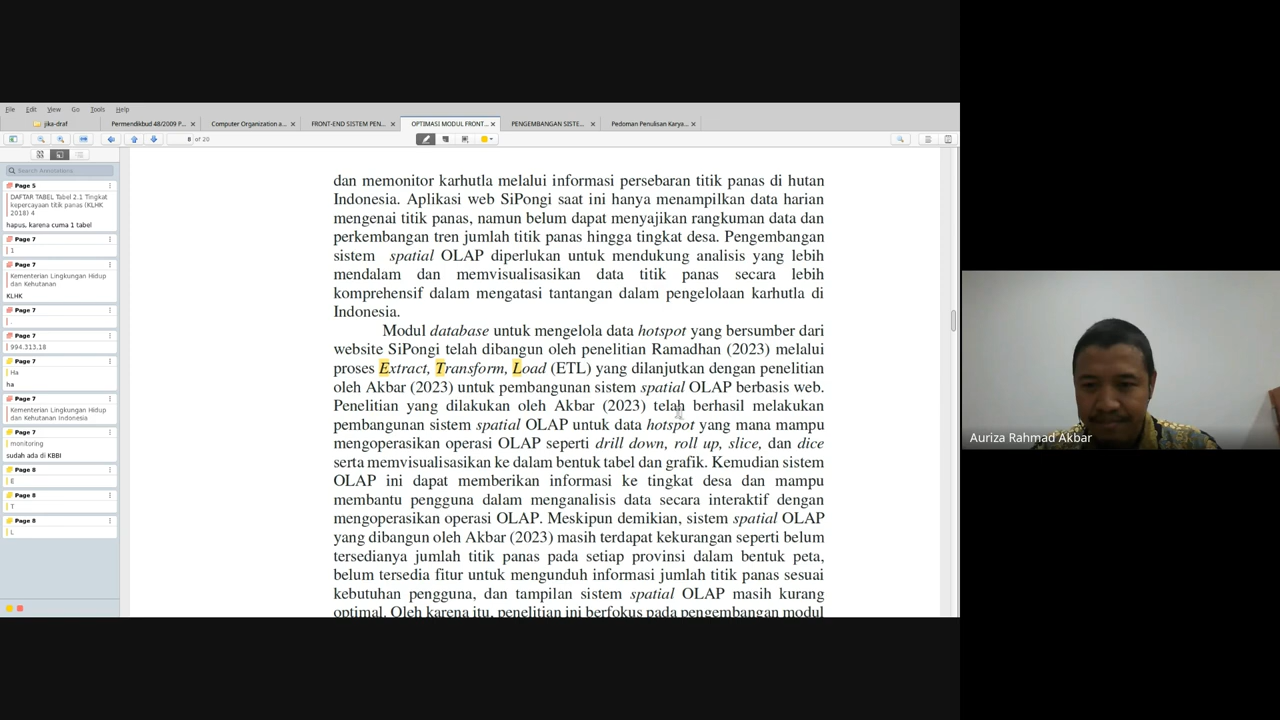 File Edit View Go Tools Help
jika-draf Permendikbud 48/2009 P... Computer Organization a... FRONT-END SISTEM PEN... OPTIMASI MODUL FRONT... PENGEMBANGAN SISTE... Pedoman Penulisan Karya...
8 of 20
Search Annotations
Page 5
DAFTAR TABEL Tabel 2.1 Tingkat
kepercayaan titik panas (KLHK
2018) 4
hapus, karena cuma 1 tabel
Page 7
1
Page 7
Kementerian Lingkungan Hidup
dan Kehutanan
KLHK
Page 7
.
Page 7
994.313.18
Page 7
Ha
ha
Page 7
Kementerian Lingkungan Hidup
dan Kehutanan Indonesia
Page 7
monitoring
sudah ada di KBBI
Page 8
E
Page 8
T
Page 8
L
dan memonitor karhutla melalui informasi persebaran titik panas di hutan
Indonesia. Aplikasi web SiPongi saat ini hanya menampilkan data harian
mengenai titik panas, namun belum dapat menyajikan rangkuman data dan
perkembangan tren jumlah titik panas hingga tingkat desa. Pengembangan
sistem spatial OLAP diperlukan untuk mendukung analisis yang lebih
mendalam dan memvisualisasikan data titik panas secara lebih
komprehensif dalam mengatasi tantangan dalam pengelolaan karhutla di
Indonesia.
Modul database untuk mengelola data hotspot yang bersumber dari
website SiPongi telah dibangun oleh penelitian Ramadhan (2023) melalui
proses Extract, Transform, Load (ETL) yang dilanjutkan dengan penelitian
oleh Akbar (2023) untuk pembangunan sistem spatial OLAP berbasis web.
Penelitian yang dilakukan oleh Akbar (2023) telah berhasil melakukan
pembangunan sistem spatial OLAP untuk data hotspot yang mana mampu
mengoperasikan operasi OLAP seperti drill down, roll up, slice, dan dice
serta memvisualisasikan ke dalam bentuk tabel dan grafik. Kemudian sistem
OLAP ini dapat memberikan informasi ke tingkat desa dan mampu
membantu pengguna dalam menganalisis data secara interaktif dengan
mengoperasikan operasi OLAP. Meskipun demikian, sistem spatial OLAP
yang dibangun oleh Akbar (2023) masih terdapat kekurangan seperti belum
tersedianya jumlah titik panas pada setiap provinsi dalam bentuk peta,
belum tersedia fitur untuk mengunduh informasi jumlah titik panas sesuai
kebutuhan pengguna, dan tampilan sistem spatial OLAP masih kurang
optimal. Oleh karena itu, penelitian ini berfokus pada pengembangan modul
Auriza Rahmad Akbar